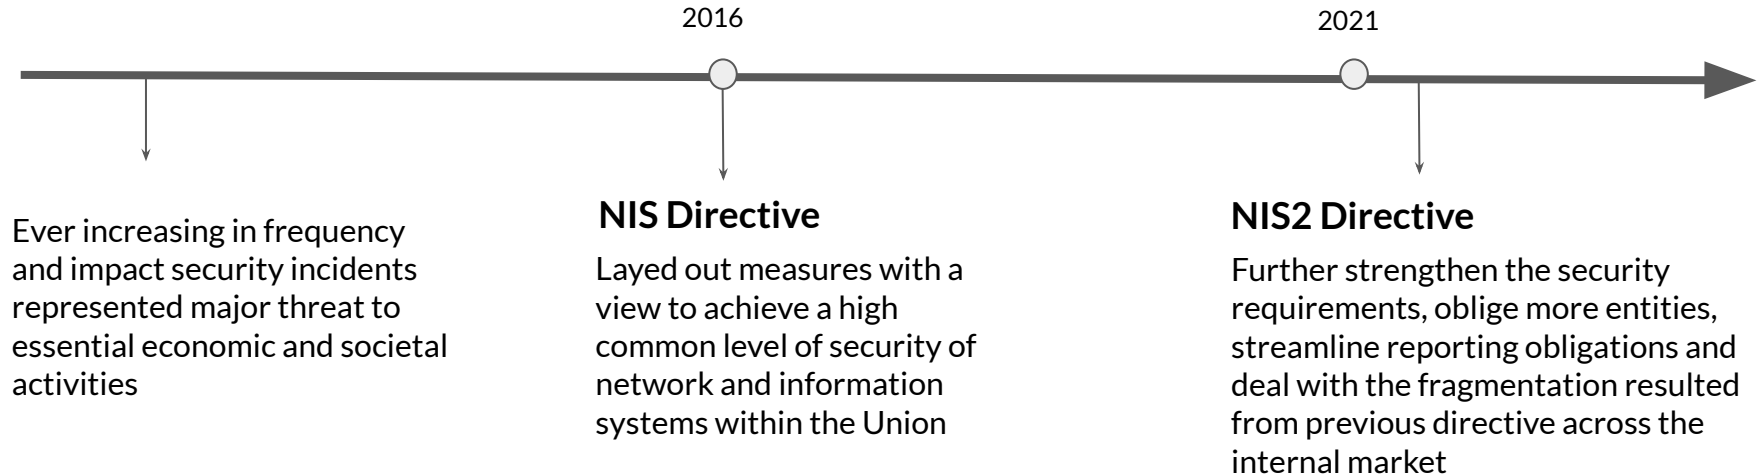 2016
2021
Ever increasing in frequency
and impact security incidents
represented major threat to
essential economic and societal
activities
NIS Directive
Layed out measures with a
view to achieve a high
common level of security of
network and information
systems within the Union
NIS2 Directive
Further strengthen the security
requirements, oblige more entities,
streamline reporting obligations and
deal with the fragmentation resulted
from previous directive across the
internal market